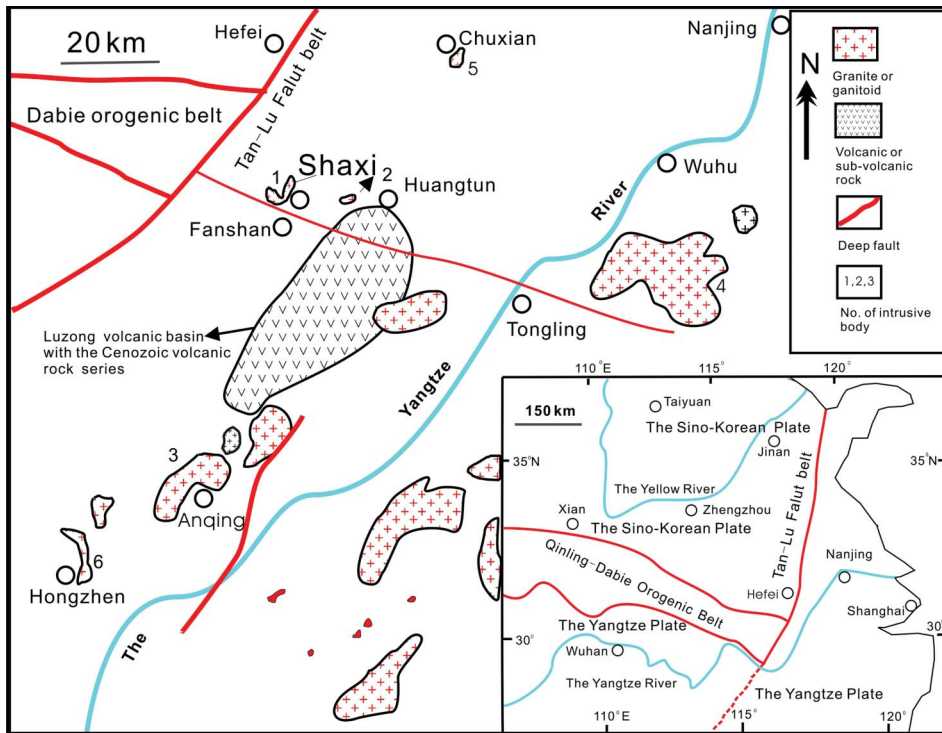 20 km
Hefei
Chuxian
5
Nanjing
Tan-Lu Falut belt
Dabie orogenic belt
1
Shaxi
2
Huangtun
Fanshan
Wuhu
River
4
Tongling
Luzong volcanic basin
with the Cenozoic volcanic
rock series
Yangtze
3
Anqing
6
Hongzhen
The
N
Granite or
ganitoid
Volcanic or
sub-volcanic
rock
Deep fault
1,2,3
No. of intrusive
body
110°E
115°
120°
150 km
Taiyuan
The Sino-Korean Plate
Jinan
35°N
35°N
The Yellow River
Zhengzhou
Xian
The Sino-Korean Plate
Tan-Lu Falut belt
Qinling-Dabie Orogenic Belt
Nanjing
Hefei
Shanghai
30°
30°N
The Yangtze Plate
Wuhan
The Yangtze River
The Yangtze Plate
110°E
115°
120°